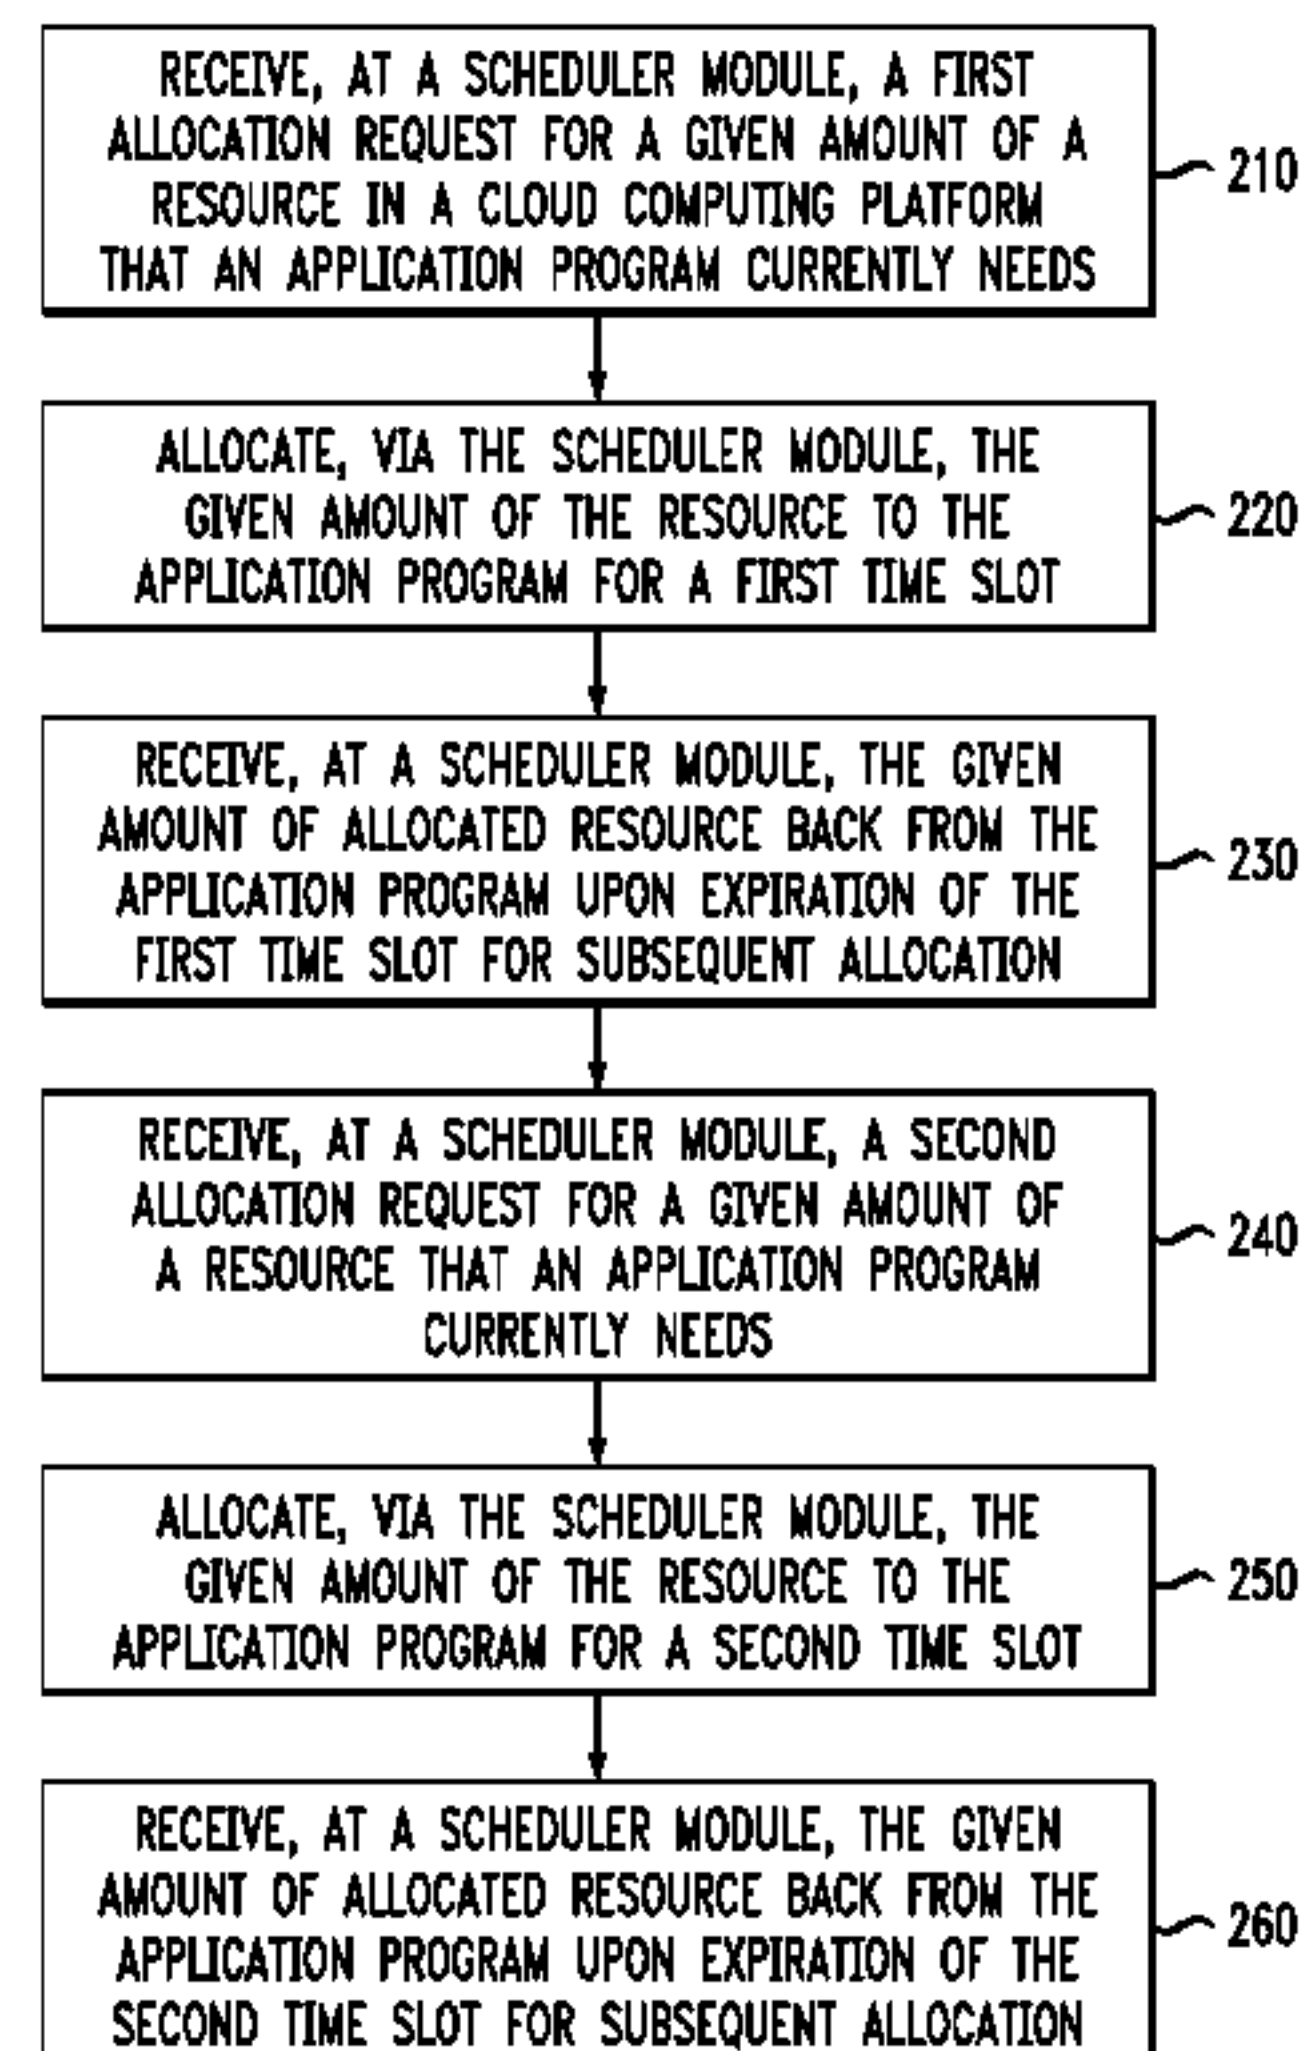 RECEIVE, AT A SCHEDULER MODULE, A FIRST
ALLOCATION REQUEST FOR A GIVEN AMOUNT OF A
RESOURCE IN A CLOUD COMPUTING PLATFORM
THAT AN APPLICATION PROGRAM CURRENTLY NEEDS
210
ALLOCATE, VIA THE SCHEDULER MODULE, THE
GIVEN AMOUNT OF THE RESOURCE TO THE
APPLICATION PROGRAM FOR A FIRST TIME SLOT
220
RECEIVE, AT A SCHEDULER MODULE, THE GIVEN
AMOUNT OF ALLOCATED RESOURCE BACK FROM THE
APPLICATION PROGRAM UPON EXPIRATION OF THE
FIRST TIME SLOT FOR SUBSEQUENT ALLOCATION
230
RECEIVE, AT A SCHEDULER MODULE, A SECOND
ALLOCATION REQUEST FOR A GIVEN AMOUNT OF
A RESOURCE THAT AN APPLICATION PROGRAM
CURRENTLY NEEDS
240
ALLOCATE, VIA THE SCHEDULER MODULE, THE
GIVEN AMOUNT OF THE RESOURCE TO THE
APPLICATION PROGRAM FOR A SECOND TIME SLOT
250
RECEIVE, AT A SCHEDULER MODULE, THE GIVEN
AMOUNT OF ALLOCATED RESOURCE BACK FROM THE
APPLICATION PROGRAM UPON EXPIRATION OF THE
SECOND TIME SLOT FOR SUBSEQUENT ALLOCATION
260